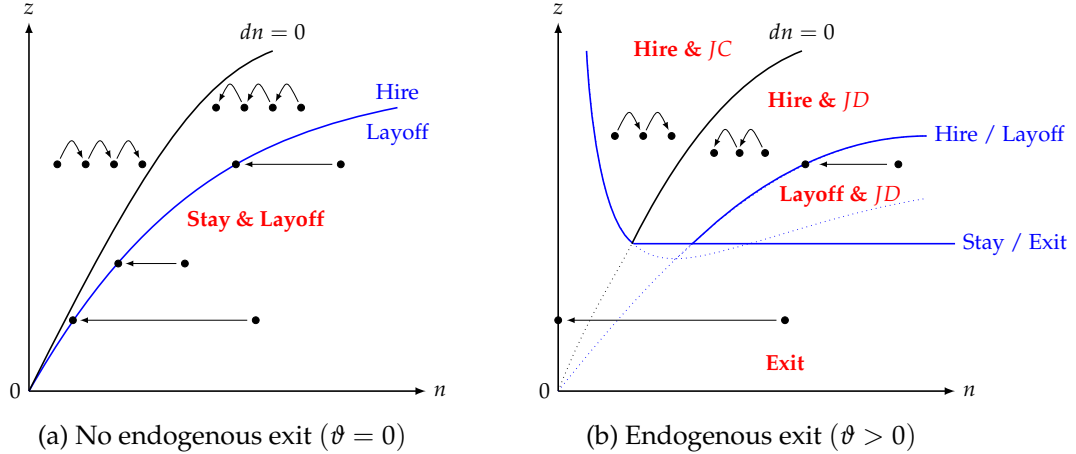 z
dn = 0
Hire
Layoff
Stay & Layoff
0
n
(a) No endogenous exit (ϑ = 0)
z
Hire & JC
dn = 0
Hire & JD
Hire / Layoff
Layoff & JD
Stay / Exit
Exit
0
n
(b) Endogenous exit (ϑ > 0)